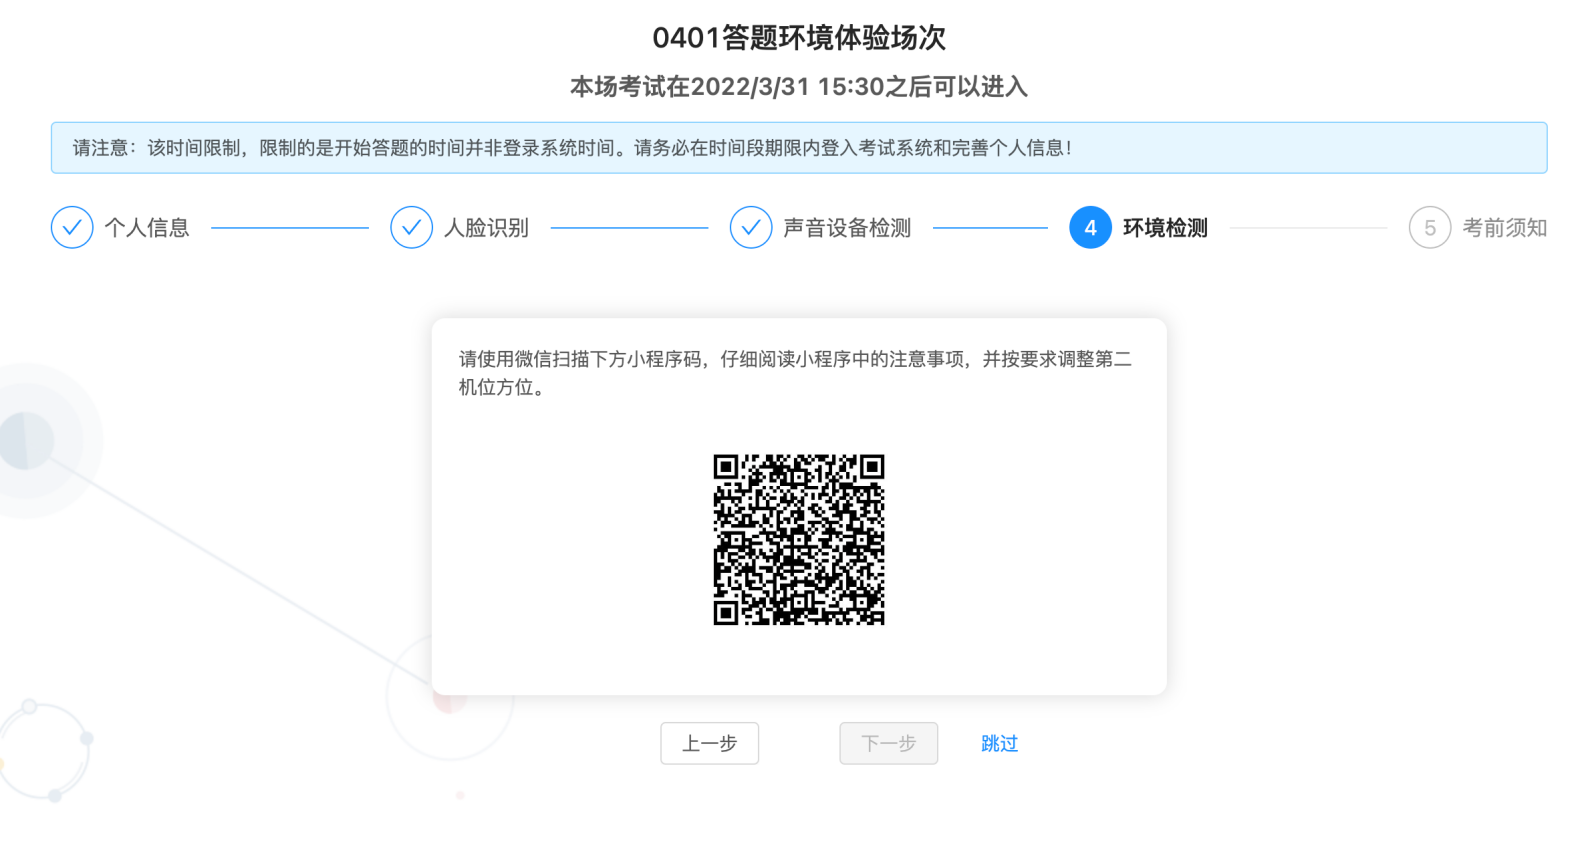 0401答题环境体验场次
本场考试在2022/3/31 15:30之后可以进入
请注意：该时间限制，限制的是开始答题的时间并非登录系统时间。请务必在时间段期限内登入考试系统和完善个人信息！
个人信息
人脸识别
声音设备检测
4 环境检测
5 考前须知
请使用微信扫描下方小程序码，仔细阅读小程序中的注意事项，并按要求调整第二
机位方位。
上一步 下一步 跳过